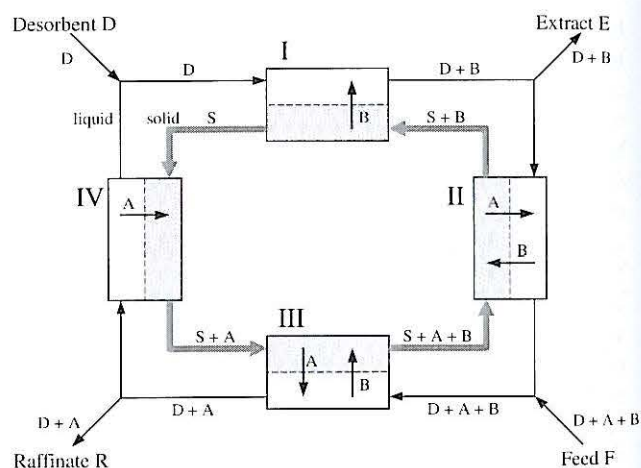 Desorbent D
Extract E
D
I
D
D + B
D + B
liquid
solid
S
B
S + B
IV
A
II
A
B
III
S + A
A
B
S + A + B
D + A
D + A
D + A + B
D + A + B
Raffinate R
Feed F